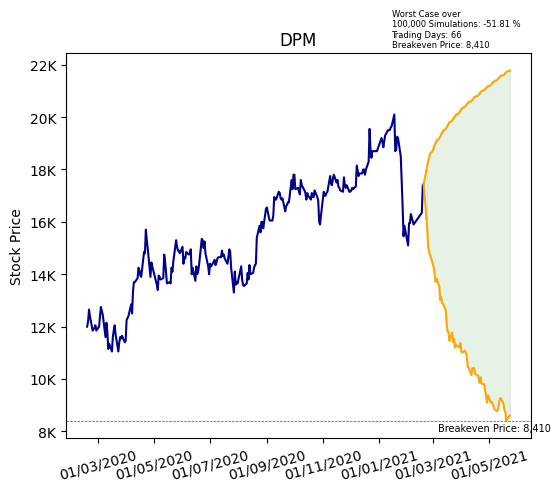 Worst Case over
100,000 Simulations: -51.81 %
Trading Days: 66
Breakeven Price: 8,410
DPM
Stock Price
22K
20K
18K
16K
14K
12K
10K
8K
Breakeven Price: 8,410
01/03/2020
01/05/2020
01/07/2020
01/09/2020
01/11/2020
01/01/2021
01/03/2021
01/05/2021